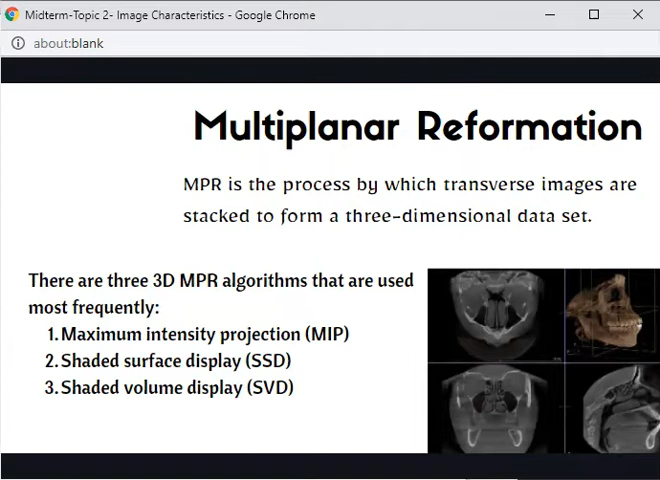 Midterm-Topic 2- Image Characteristics - Google Chrome
about:blank
Multiplanar Reformation
MPR is the process by which transverse images are
stacked to form a three-dimensional data set.
There are three 3D MPR algorithms that are used
most frequently:
1. Maximum intensity projection (MIP)
2. Shaded surface display (SSD)
3. Shaded volume display (SVD)